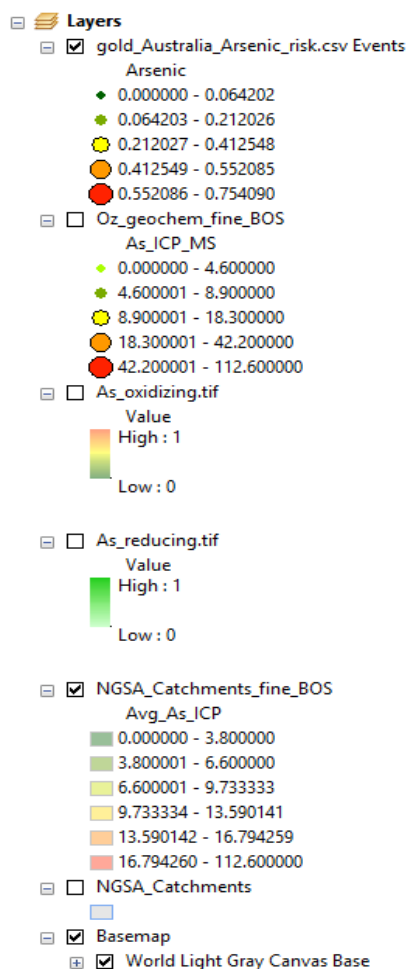 Layers
gold_Australia_Arsenic_risk.csv Events
Arsenic
0.000000 - 0.064202
0.064203 - 0.212026
0.212027 - 0.412548
0.412549 - 0.552085
0.552086 - 0.754090
Oz_geochem_fine_BOS
As_ICP_MS
0.000000 - 4.600000
4.600001 - 8.900000
8.900001 - 18.300000
18.300001 - 42.200000
42.200001 - 112.600000
As_oxidizing.tif
Value
High : 1
Low : 0
As_reducing.tif
Value
High : 1
Low : 0
NGSA_Catchments_fine_BOS
Avg_As_ICP
0.000000 - 3.800000
3.800001 - 6.600000
6.600001 - 9.733333
9.733334 - 13.590141
13.590142 - 16.794259
16.794260 - 112.600000
NGSA_Catchments
Basemap
World Light Gray Canvas Base